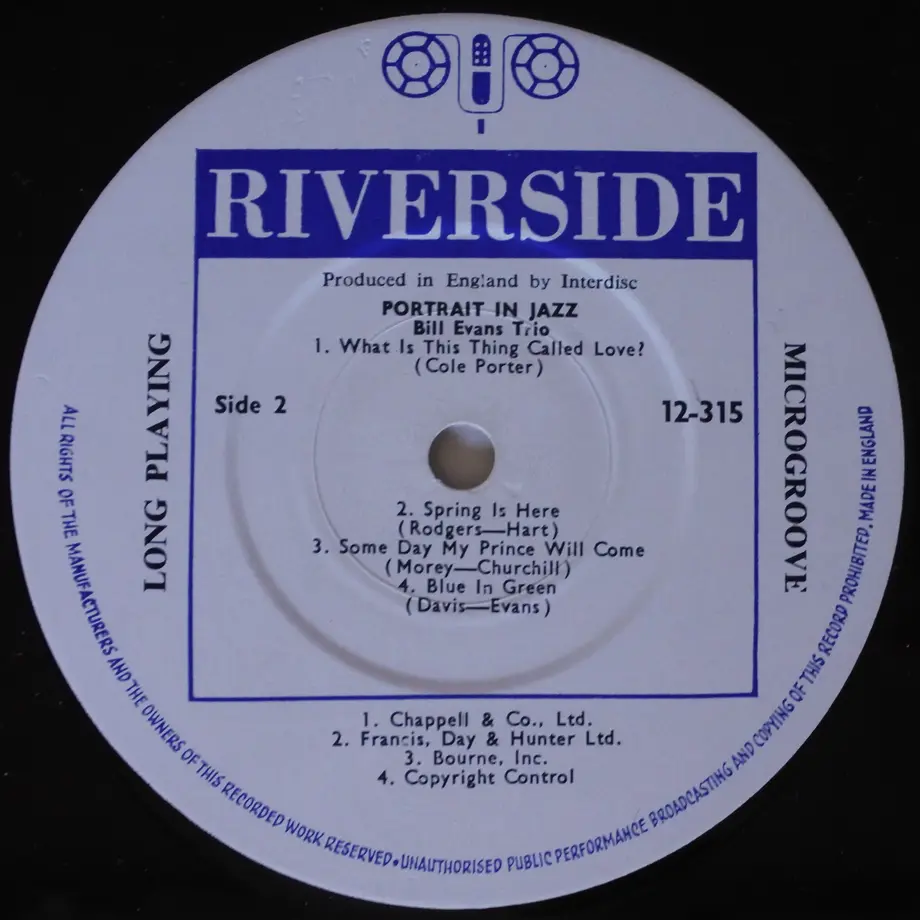 RIVERSIDE
Produced in England by Interdisc
PORTRAIT IN JAZZ
Bill Evans Trio
1. What Is This Thing Called Love?
(Cole Porter)
Side 2
12-315
LONG PLAYING
MICROGROOVE
2. Spring Is Here
(Rodgers—Hart)
3. Some Day My Prince Will Come
(Morey—Churchill)
4. Blue In Green
(Davis—Evans)
1. Chappell & Co., Ltd.
2. Francis, Day & Hunter Ltd.
3. Bourne, Inc.
4. Copyright Control
ALL RIGHTS OF THE MANUFACTURERS AND THE OWNERS OF THIS RECORDED WORK RESERVED•UNAUTHORISED PUBLIC PERFORMANCE BROADCASTING AND COPYING OF THIS RECORD PROHIBITED. MADE IN ENGLAND